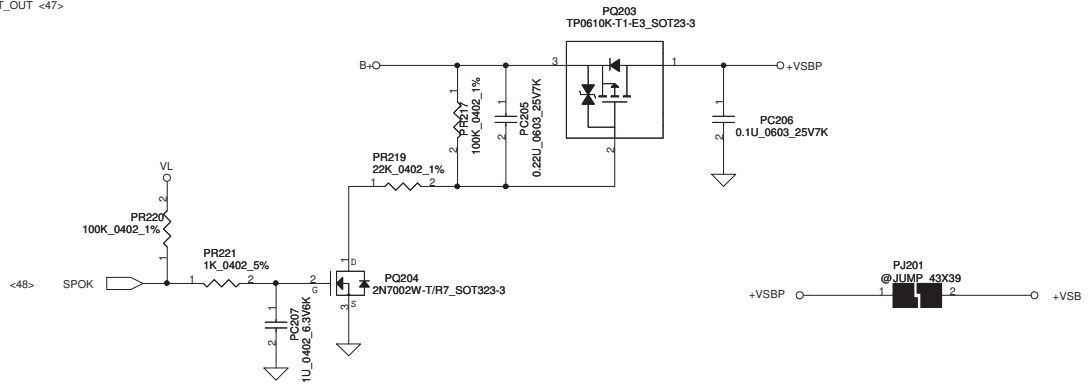 T_OUT <47>
PQ203
TP0610K-T1-E3_SOT23-3
B+
3
1
+VSBP
1
PR217
100K_0402_1%
2
1
PC205
0.22U_0603_25V7K
2
2
1
PC206
0.1U_0603_25V7K
2
PR219
22K_0402_1%
1
2
VL
2
PR220
100K_0402_1%
1
PR221
1K_0402_5%
1
2
<48>
SPOK
1
D
2
G
PQ204
2N7002W-T/R7_SOT323-3
3
S
1
PC207
1U_0402_6.3V6K
2
PJ201
@JUMP_43X39
+VSBP
1
2
+VSB